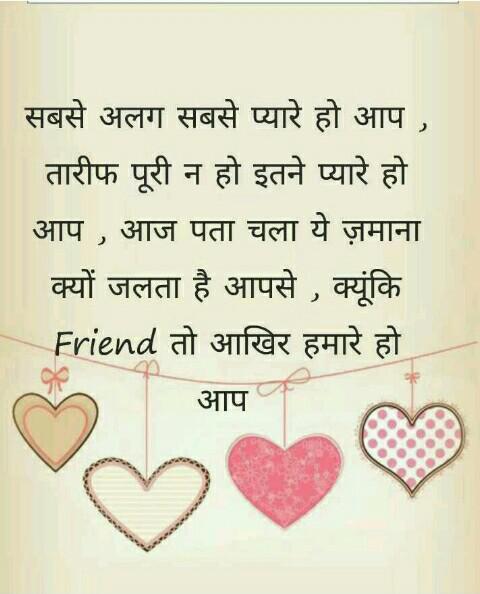 सबसे अलग सबसे प्यारे हो आप ,
तारीफ पूरी न हो इतने प्यारे हो
आप , आज पता चला ये ज़माना
क्यों जलता है आपसे , क्यूंकि
Friend तो आखिर हमारे हो
आप